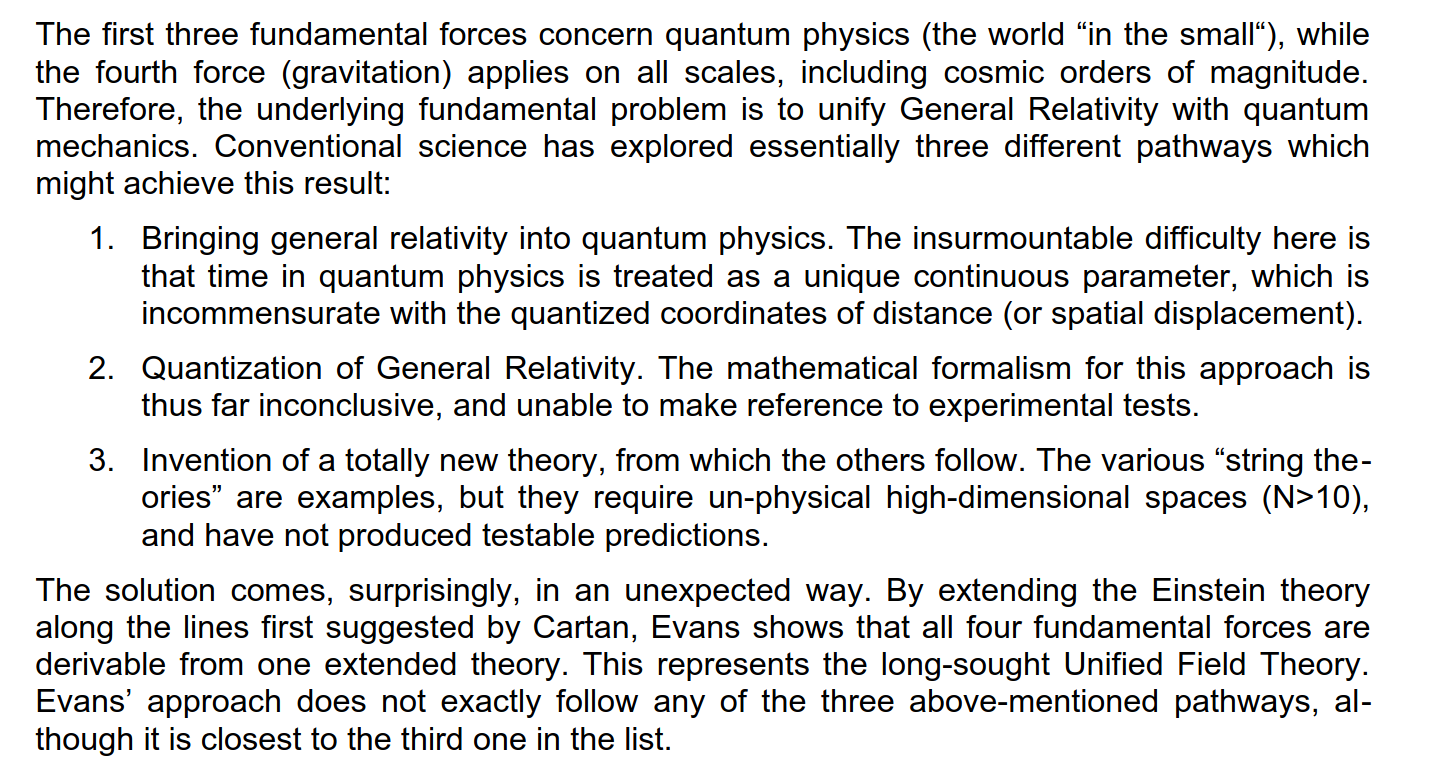 The first three fundamental forces concern quantum physics (the world “in the small“), while
the fourth force (gravitation) applies on all scales, including cosmic orders of magnitude.
Therefore, the underlying fundamental problem is to unify General Relativity with quantum
mechanics. Conventional science has explored essentially three different pathways which
might achieve this result:
1. Bringing general relativity into quantum physics. The insurmountable difficulty here is
that time in quantum physics is treated as a unique continuous parameter, which is
incommensurate with the quantized coordinates of distance (or spatial displacement).
2. Quantization of General Relativity. The mathematical formalism for this approach is
thus far inconclusive, and unable to make reference to experimental tests.
3. Invention of a totally new theory, from which the others follow. The various “string the-
ories” are examples, but they require un-physical high-dimensional spaces (N>10),
and have not produced testable predictions.
The solution comes, surprisingly, in an unexpected way. By extending the Einstein theory
along the lines first suggested by Cartan, Evans shows that all four fundamental forces are
derivable from one extended theory. This represents the long-sought Unified Field Theory.
Evans’ approach does not exactly follow any of the three above-mentioned pathways, al-
though it is closest to the third one in the list.